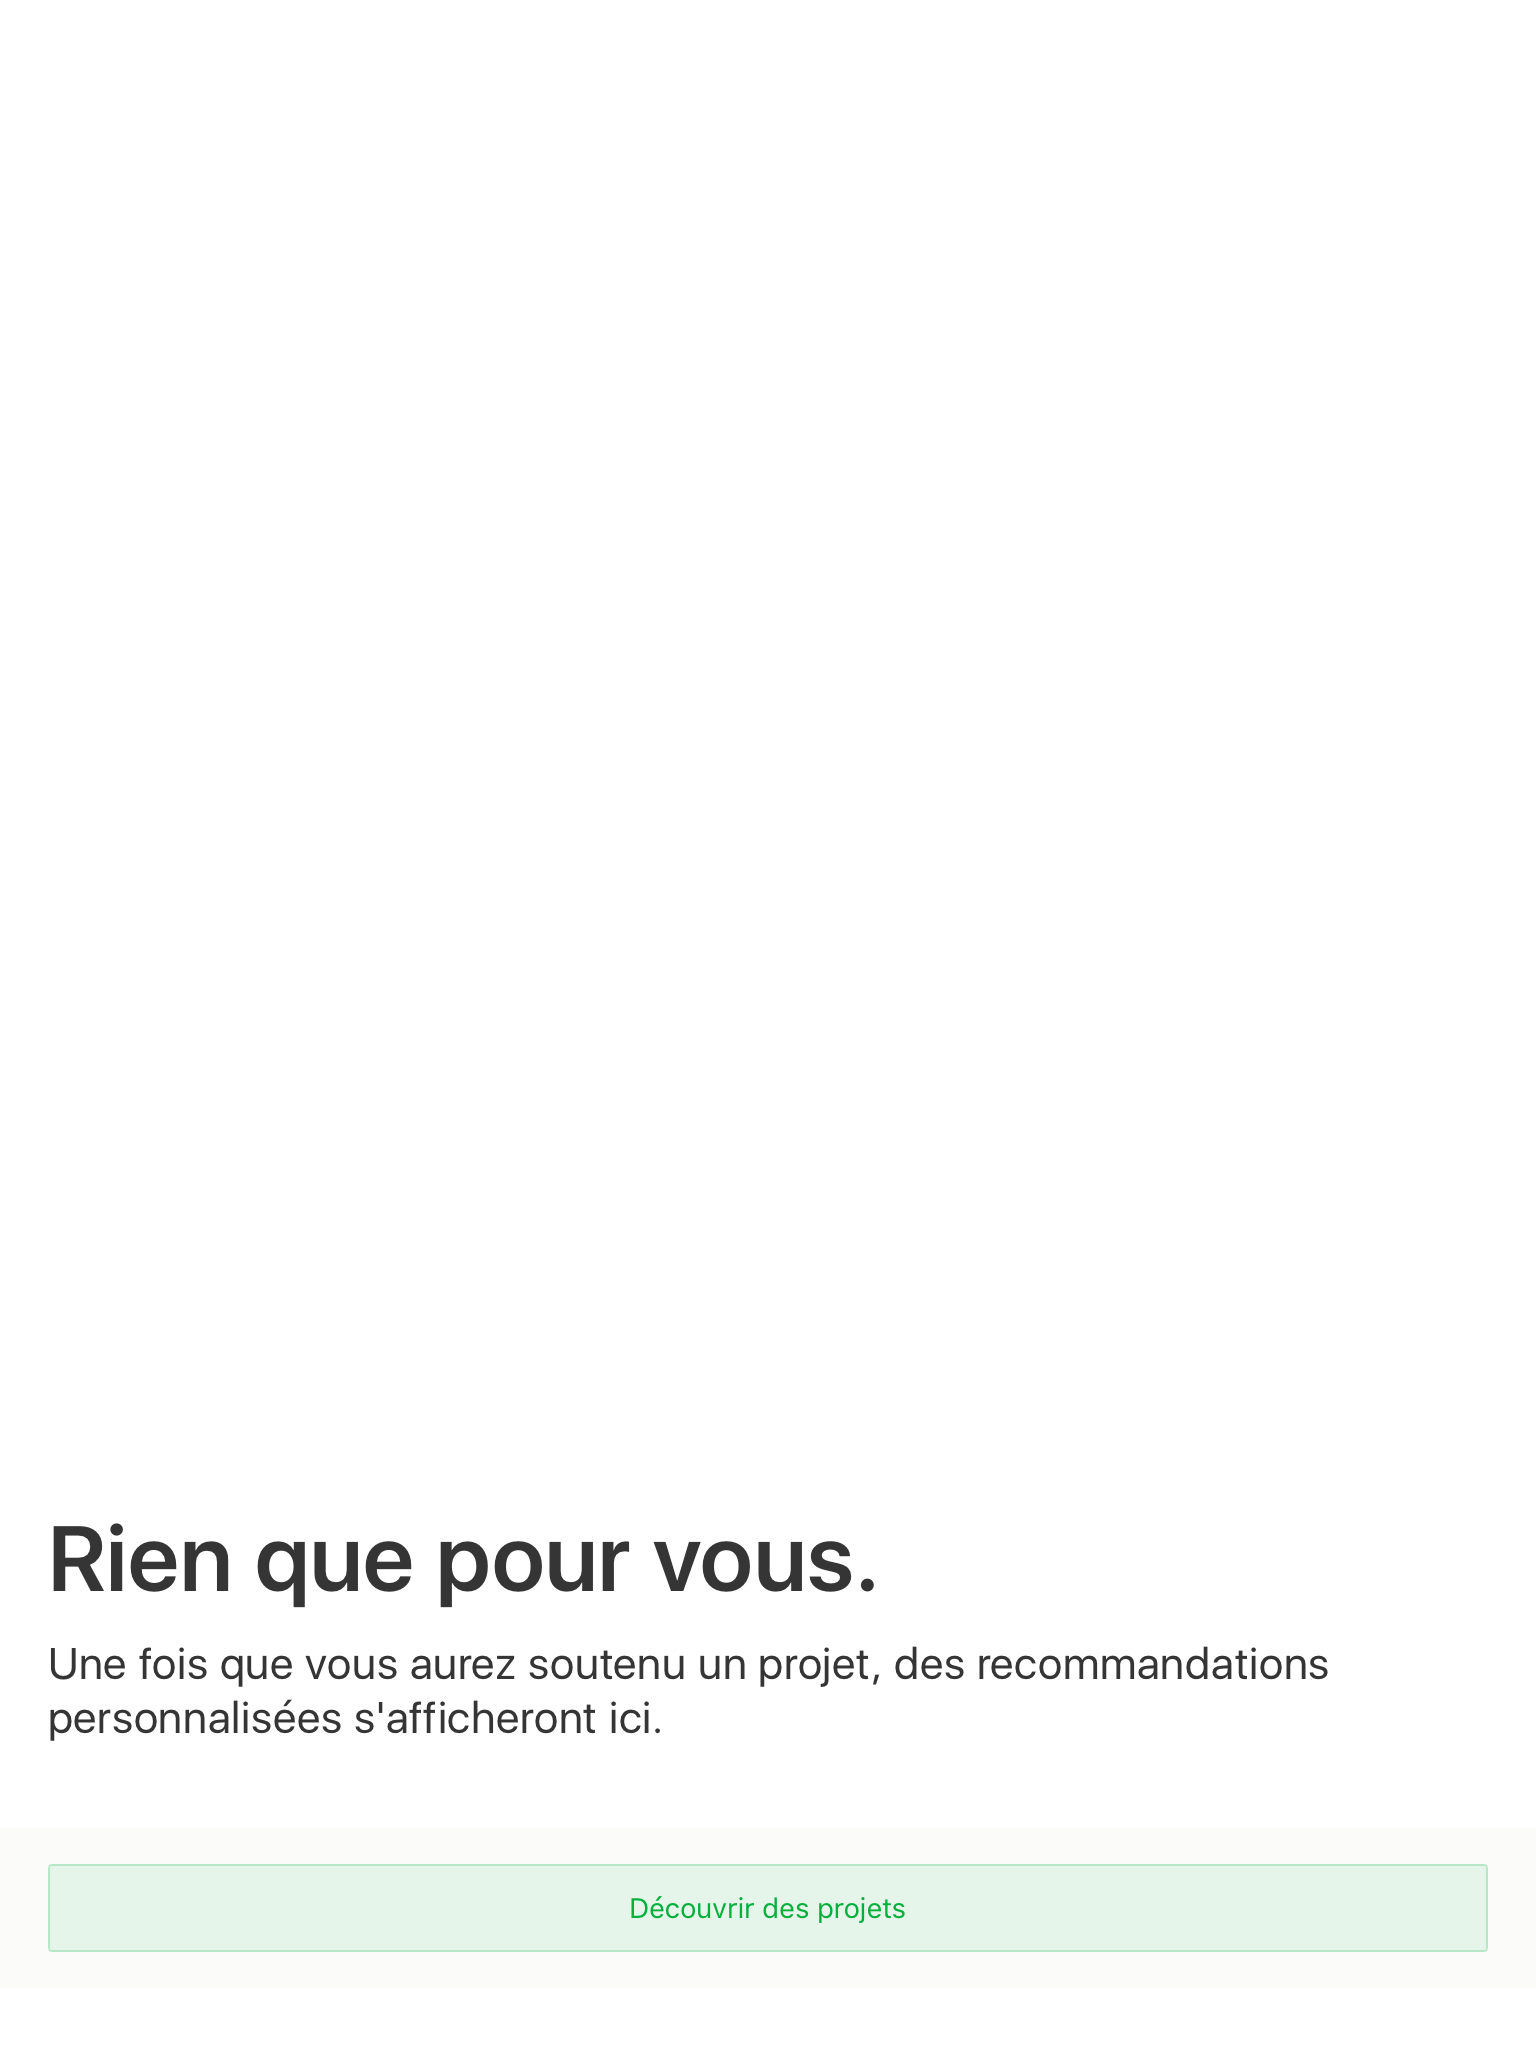 Rien que pour vous.
Une fois que vous aurez soutenu un projet, des recommandations
personnalisées s'afficheront ici.
Découvrir des projets